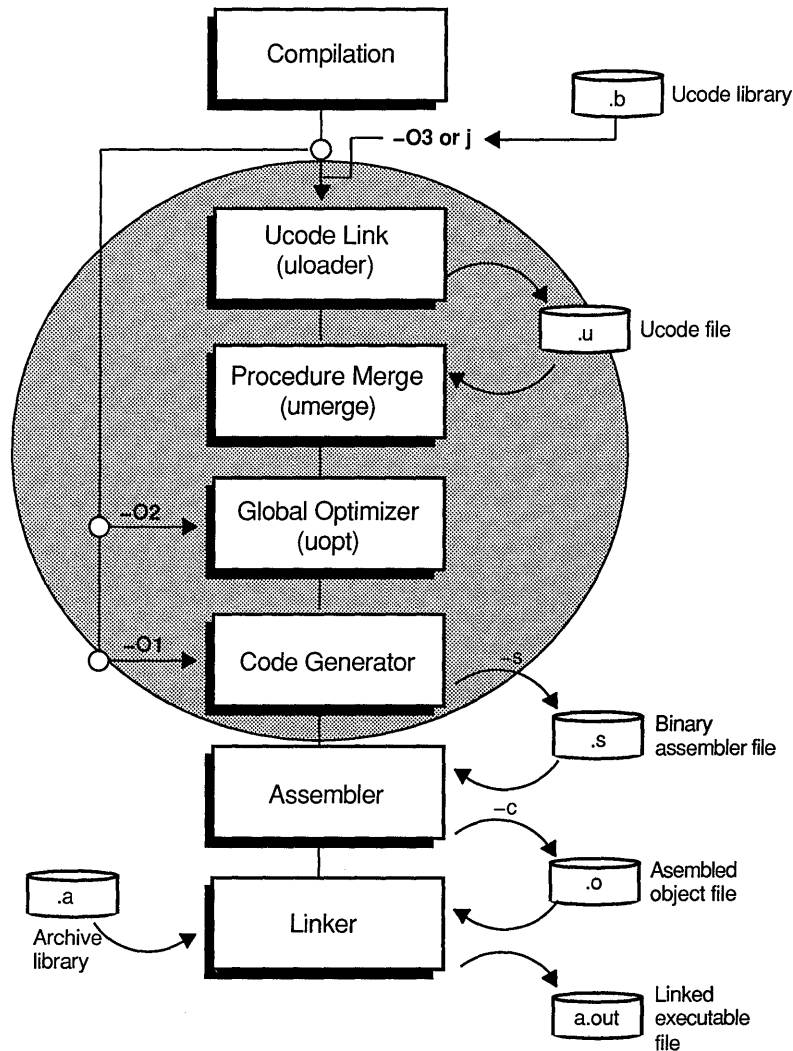 Compilation
.b
Ucode library
–O3 or j
Ucode Link
(uloader)
.u
Ucode file
Procedure Merge
(umerge)
–O2
Global Optimizer
(uopt)
–O1
Code Generator
–s
.s
Binary
assembler file
Assembler
–c
.o
Asembled
object file
.a
Archive
library
Linker
a.out
Linked
executable
file